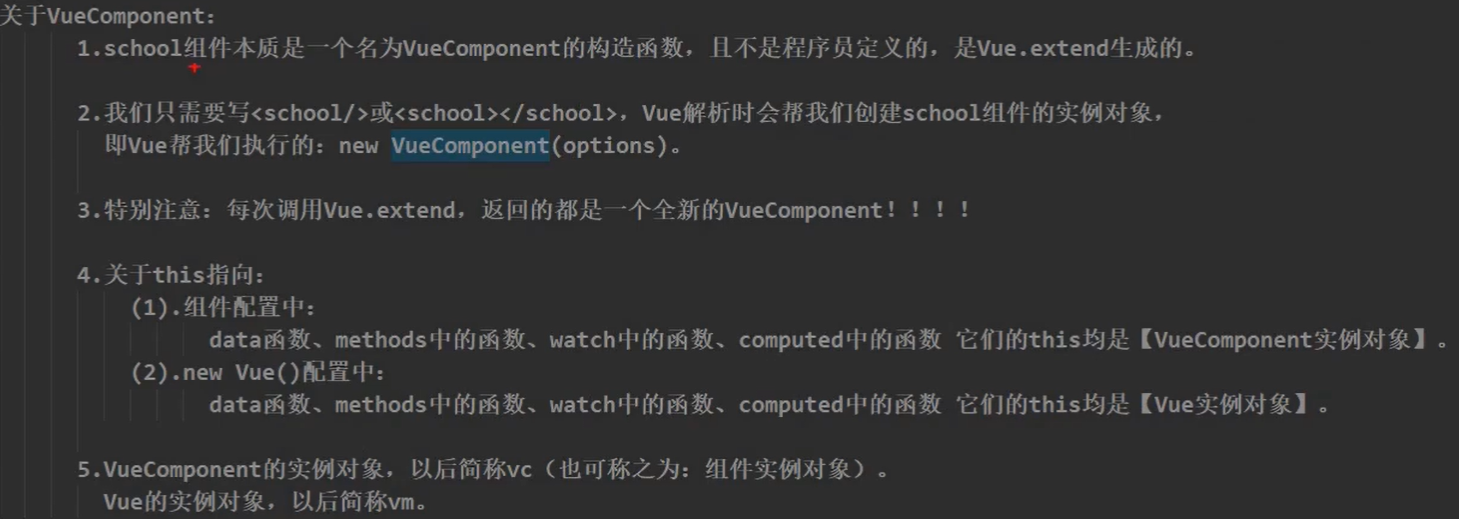 关于VueComponent:
1.school组件本质是一个名为VueComponent的构造函数，且不是程序员定义的，是Vue.extend生成的。
2.我们只需要写<school/>或<school></school>，Vue解析时会帮我们创建school组件的实例对象，
即Vue帮我们执行的：new VueComponent(options)。
3.特别注意：每次调用Vue.extend，返回的都是一个全新的VueComponent！！！！
4.关于this指向：
(1).组件配置中：
data函数、methods中的函数、watch中的函数、computed中的函数 它们的this均是【VueComponent实例对象】。
(2).new Vue()配置中：
data函数、methods中的函数、watch中的函数、computed中的函数 它们的this均是【Vue实例对象】。
5.VueComponent的实例对象，以后简称vc（也可称之为：组件实例对象）。
Vue的实例对象，以后简称vm。